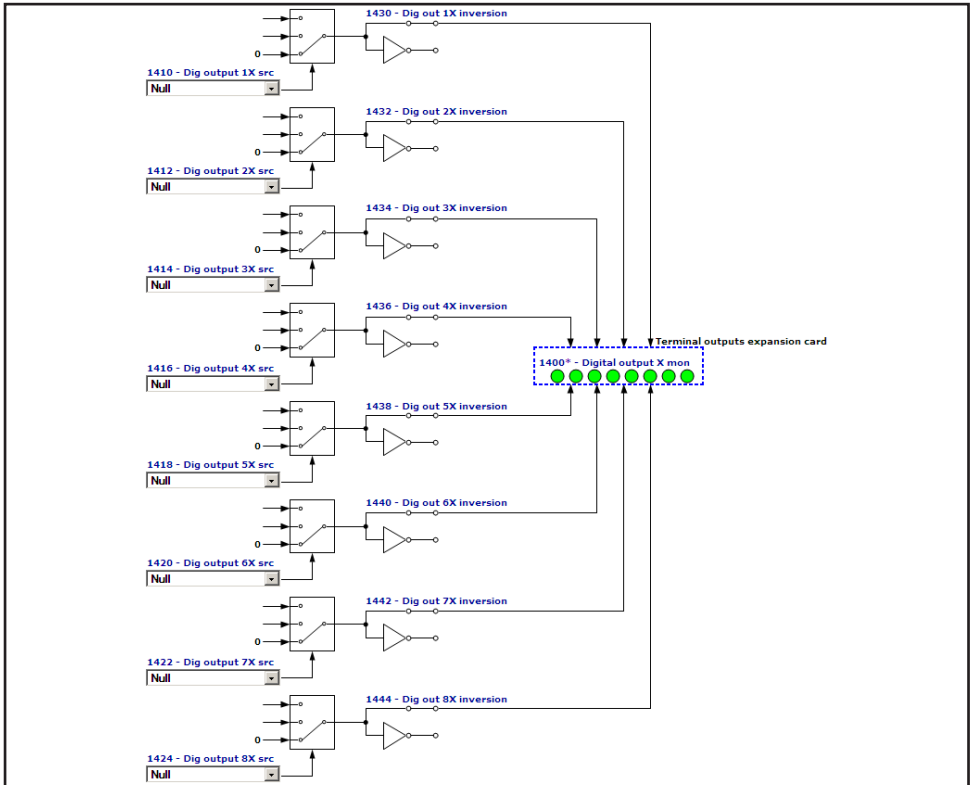 1430 - Dig out 1X inversion
0
1410 - Dig output 1X src
Null
1432 - Dig out 2X inversion
0
1412 - Dig output 2X src
Null
1434 - Dig out 3X inversion
0
1414 - Dig output 3X src
Null
1436 - Dig out 4X inversion
0
Terminal outputs expansion card
1400* - Digital output X mon
1416 - Dig output 4X src
Null
1438 - Dig out 5X inversion
0
1418 - Dig output 5X src
Null
1440 - Dig out 6X inversion
0
1420 - Dig output 6X src
Null
1442 - Dig out 7X inversion
0
1422 - Dig output 7X src
Null
1444 - Dig out 8X inversion
0
1424 - Dig output 8X src
Null